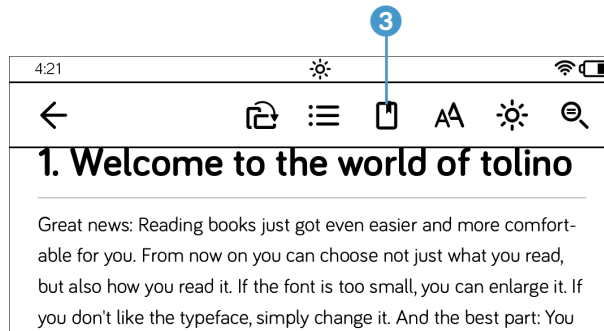 3
4:21
AA
1. Welcome to the world of tolino
Great news: Reading books just got even easier and more comfort-
able for you. From now on you can choose not just what you read,
but also how you read it. If the font is too small, you can enlarge it. If
you don't like the typeface, simply change it. And the best part: You